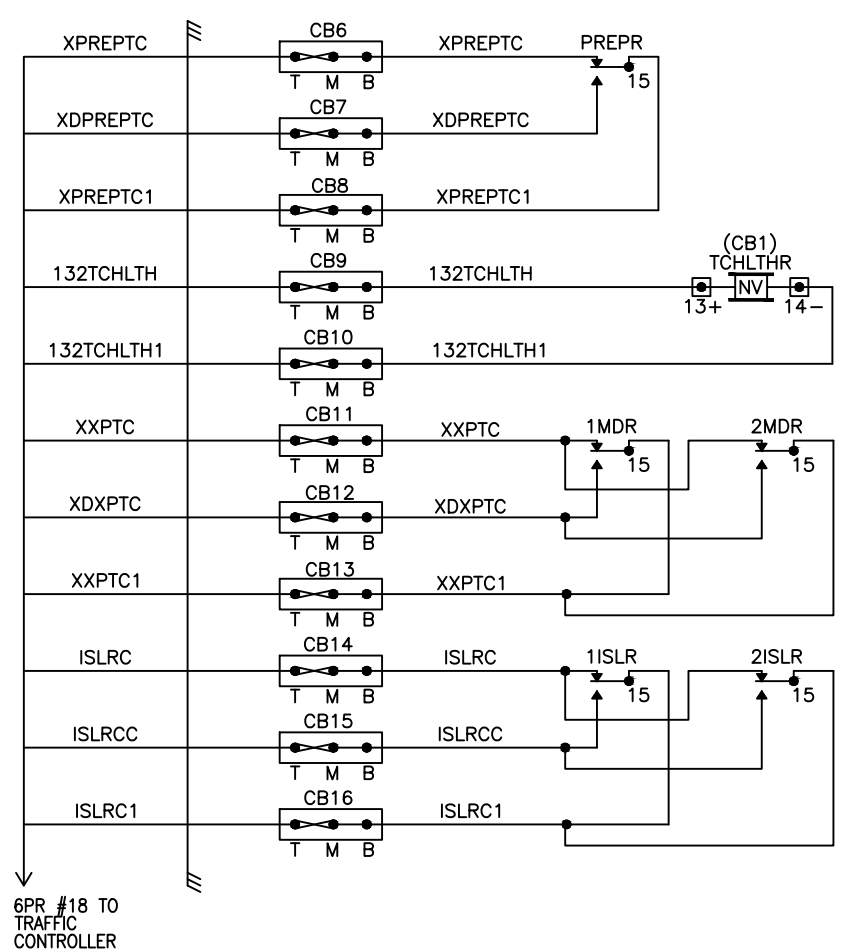 XPREPTC CB6 XPREPTC PREPR
T M B 15
XDPREPTC CB7 XDPREPTC
T M B
XPREPTC1 CB8 XPREPTC1
T M B
(CB1)
132TCHLTH CB9 132TCHLTH TCHLTHR
NV
T M B 13+ 14-
132TCHLTH1 CB10 132TCHLTH1
T M B
XXPTC CB11 XXPTC 1MDR 2MDR
T M B 15 15
XDXPTC CB12 XDXPTC
T M B
XXPTC1 CB13 XXPTC1
T M B
ISLRC CB14 ISLRC 1ISLR 2ISLR
T M B 15 15
ISLRCC CB15 ISLRCC
T M B
ISLRC1 CB16 ISLRC1
T M B
6PR #18 TO
TRAFFIC
CONTROLLER